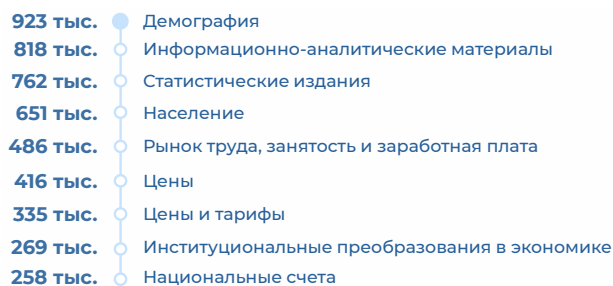 923 тыс. Демография
818 тыс. Информационно-аналитические материалы
762 тыс. Статистические издания
651 тыс. Население
486 тыс. Рынок труда, занятость и заработная плата
416 тыс. Цены
335 тыс. Цены и тарифы
269 тыс. Институциональные преобразования в экономике
258 тыс. Национальные счета